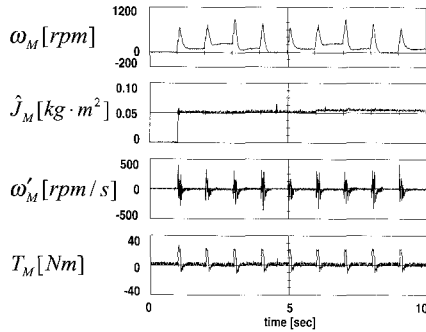 1200
ω_M [rpm]
0
-200
0.10
Ĵ_M [kg · m²]
0.05
0
500
ω'_M [rpm/s]
0
-500
40
T_M [Nm]
0
-40
0 5 10
time [sec]